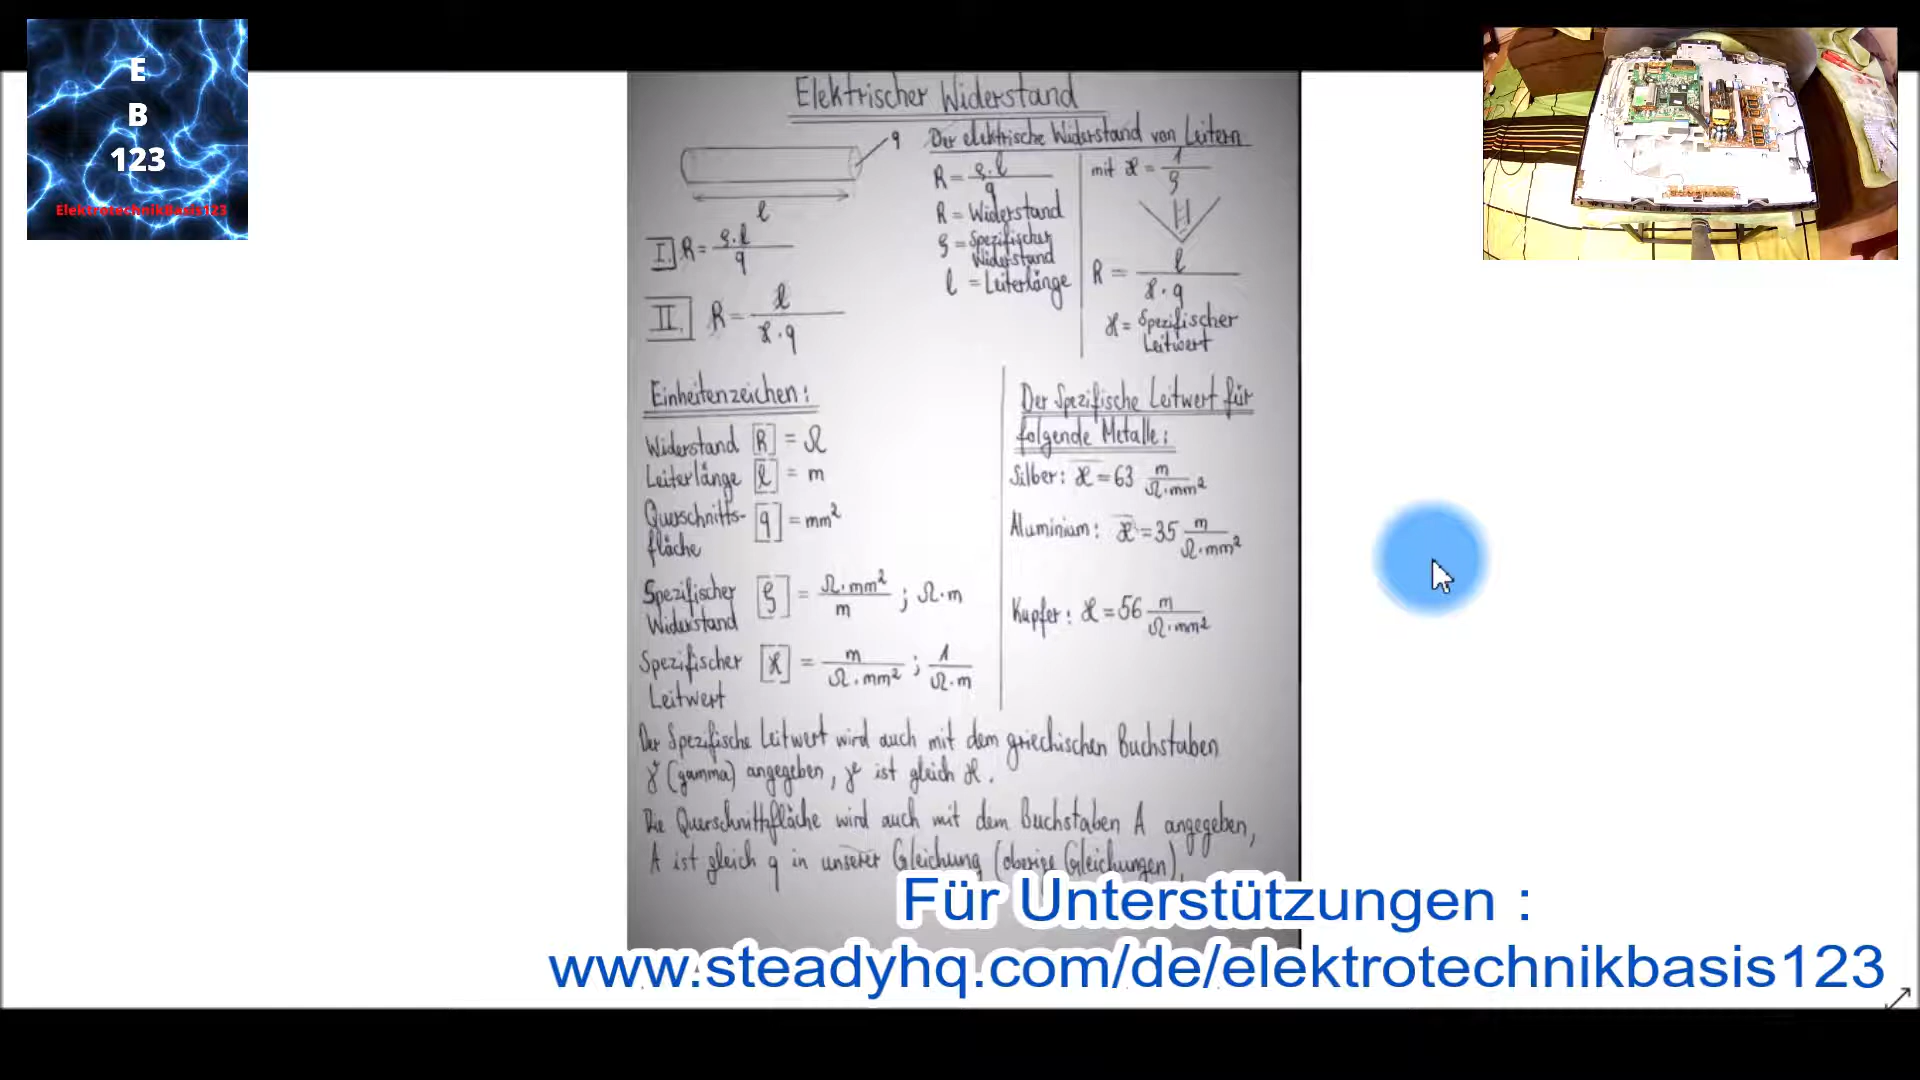 E
B
123
ElektrotechnikBasis123
Elektrischer Widerstand
q
l
I. R = ρ·l / q
II. R = l / ϰ·q
Der elektrische Widerstand von Leitern
R = ρ·l / q
R = Widerstand
ρ = Spezifischer
Widerstand
l = Leiterlänge
mit ϰ = 1 / ρ
R = l / ϰ·q
ϰ = Spezifischer
Leitwert
Einheitenzeichen:
Widerstand [R] = Ω
Leiterlänge [l] = m
Querschnitts-
fläche [q] = mm²
Spezifischer
Widerstand [ρ] = Ω·mm² / m ; Ω·m
Spezifischer
Leitwert [ϰ] = m / Ω·mm² ; 1 / Ω·m
Der Spezifische Leitwert für
folgende Metalle:
Silber: ϰ = 63 m / Ω·mm²
Aluminium: ϰ = 35 m / Ω·mm²
Kupfer: ϰ = 56 m / Ω·mm²
Der Spezifische Leitwert wird auch mit dem griechischen Buchstaben
γ (gamma) angegeben, γ ist gleich ϰ.
Die Querschnittsfläche wird auch mit dem Buchstaben A angegeben,
A ist gleich q in unserer Gleichung (oberige Gleichungen).
Für Unterstützungen :
www.steadyhq.com/de/elektrotechnikbasis123